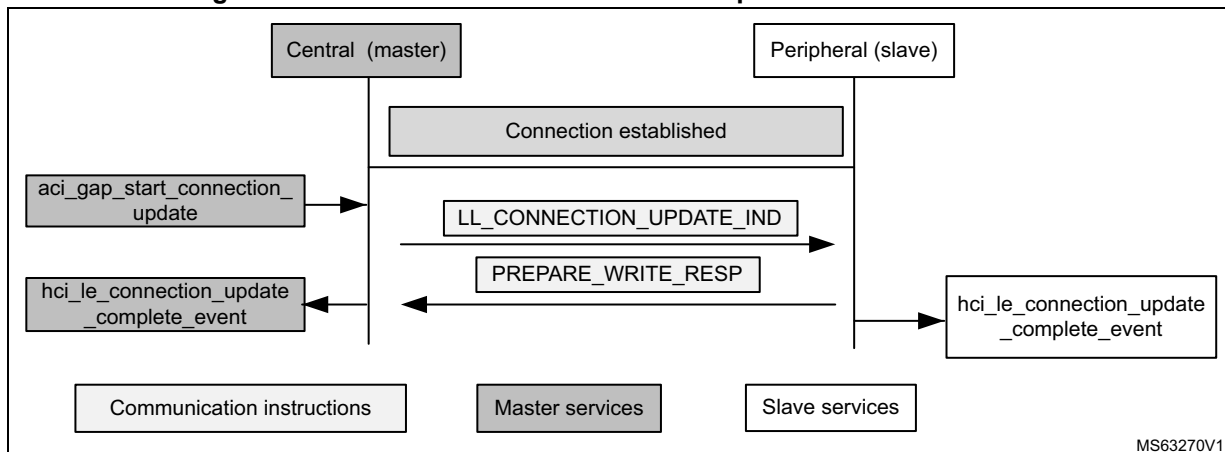 Central (master)
Peripheral (slave)
Connection established
aci_gap_start_connection_
update
LL_CONNECTION_UPDATE_IND
PREPARE_WRITE_RESP
hci_le_connection_update
_complete_event
hci_le_connection_update
_complete_event
Communication instructions
Master services
Slave services
MS63270V1